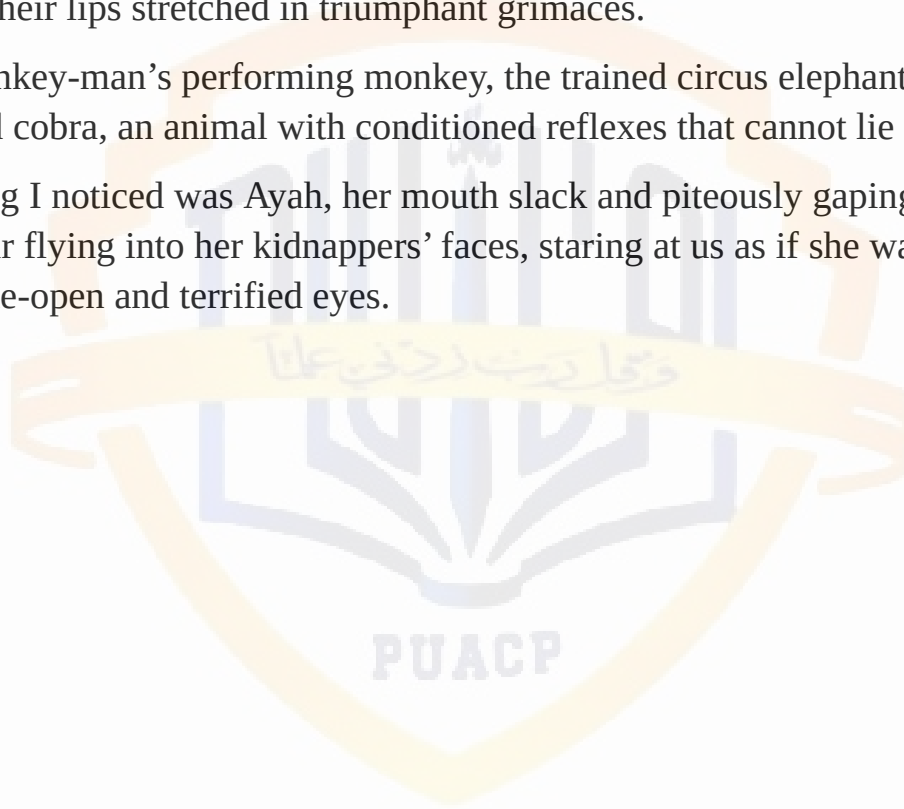 heir lips stretched in triumphant grimaces.
nkey-man’s performing monkey, the trained circus elephant
l cobra, an animal with conditioned reflexes that cannot lie
g I noticed was Ayah, her mouth slack and piteously gaping
r flying into her kidnappers’ faces, staring at us as if she wa
e-open and terrified eyes.
وَقُل رَّبِّ زِدْنِي عِلْمًا
PUACP